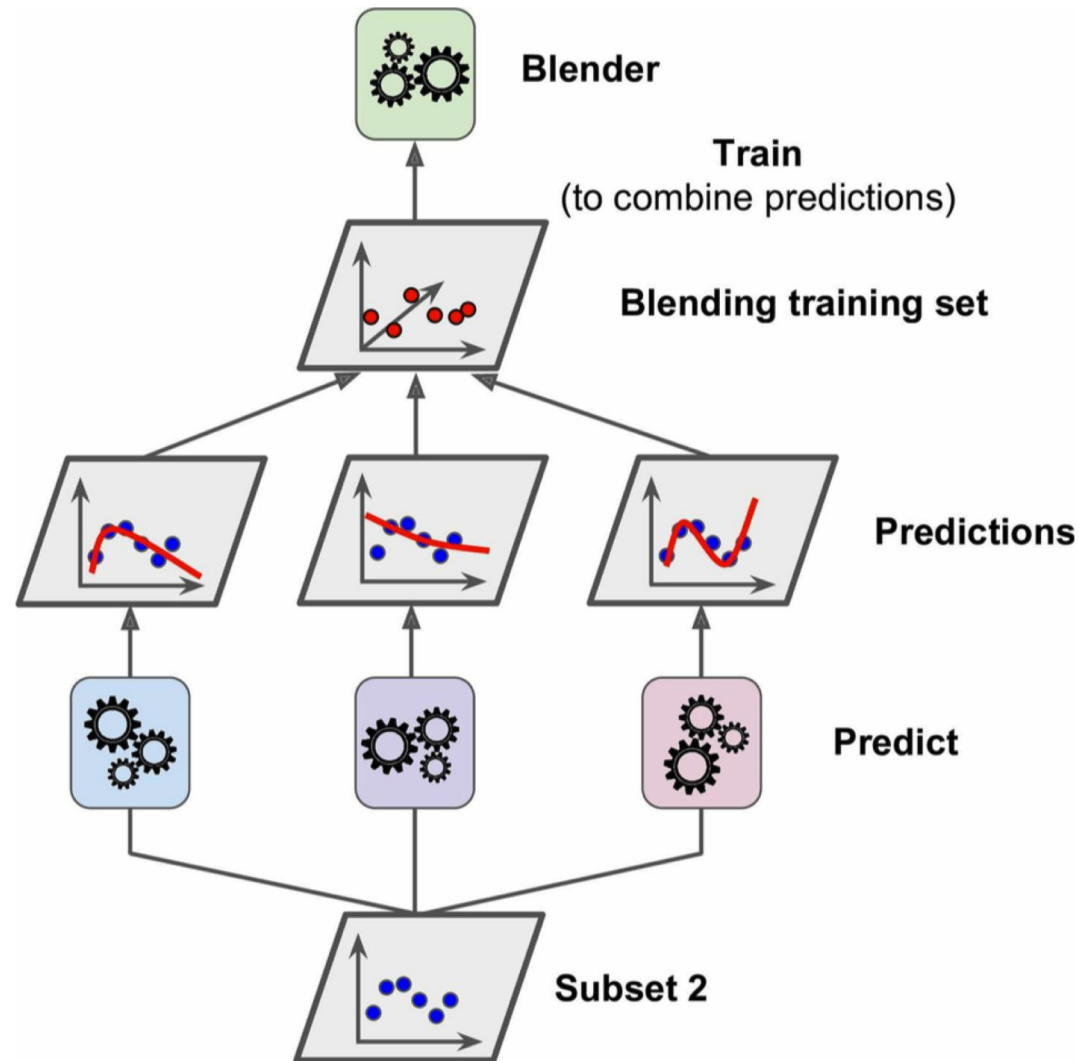 Blender
Train
(to combine predictions)
Blending training set
Predictions
Predict
Subset 2